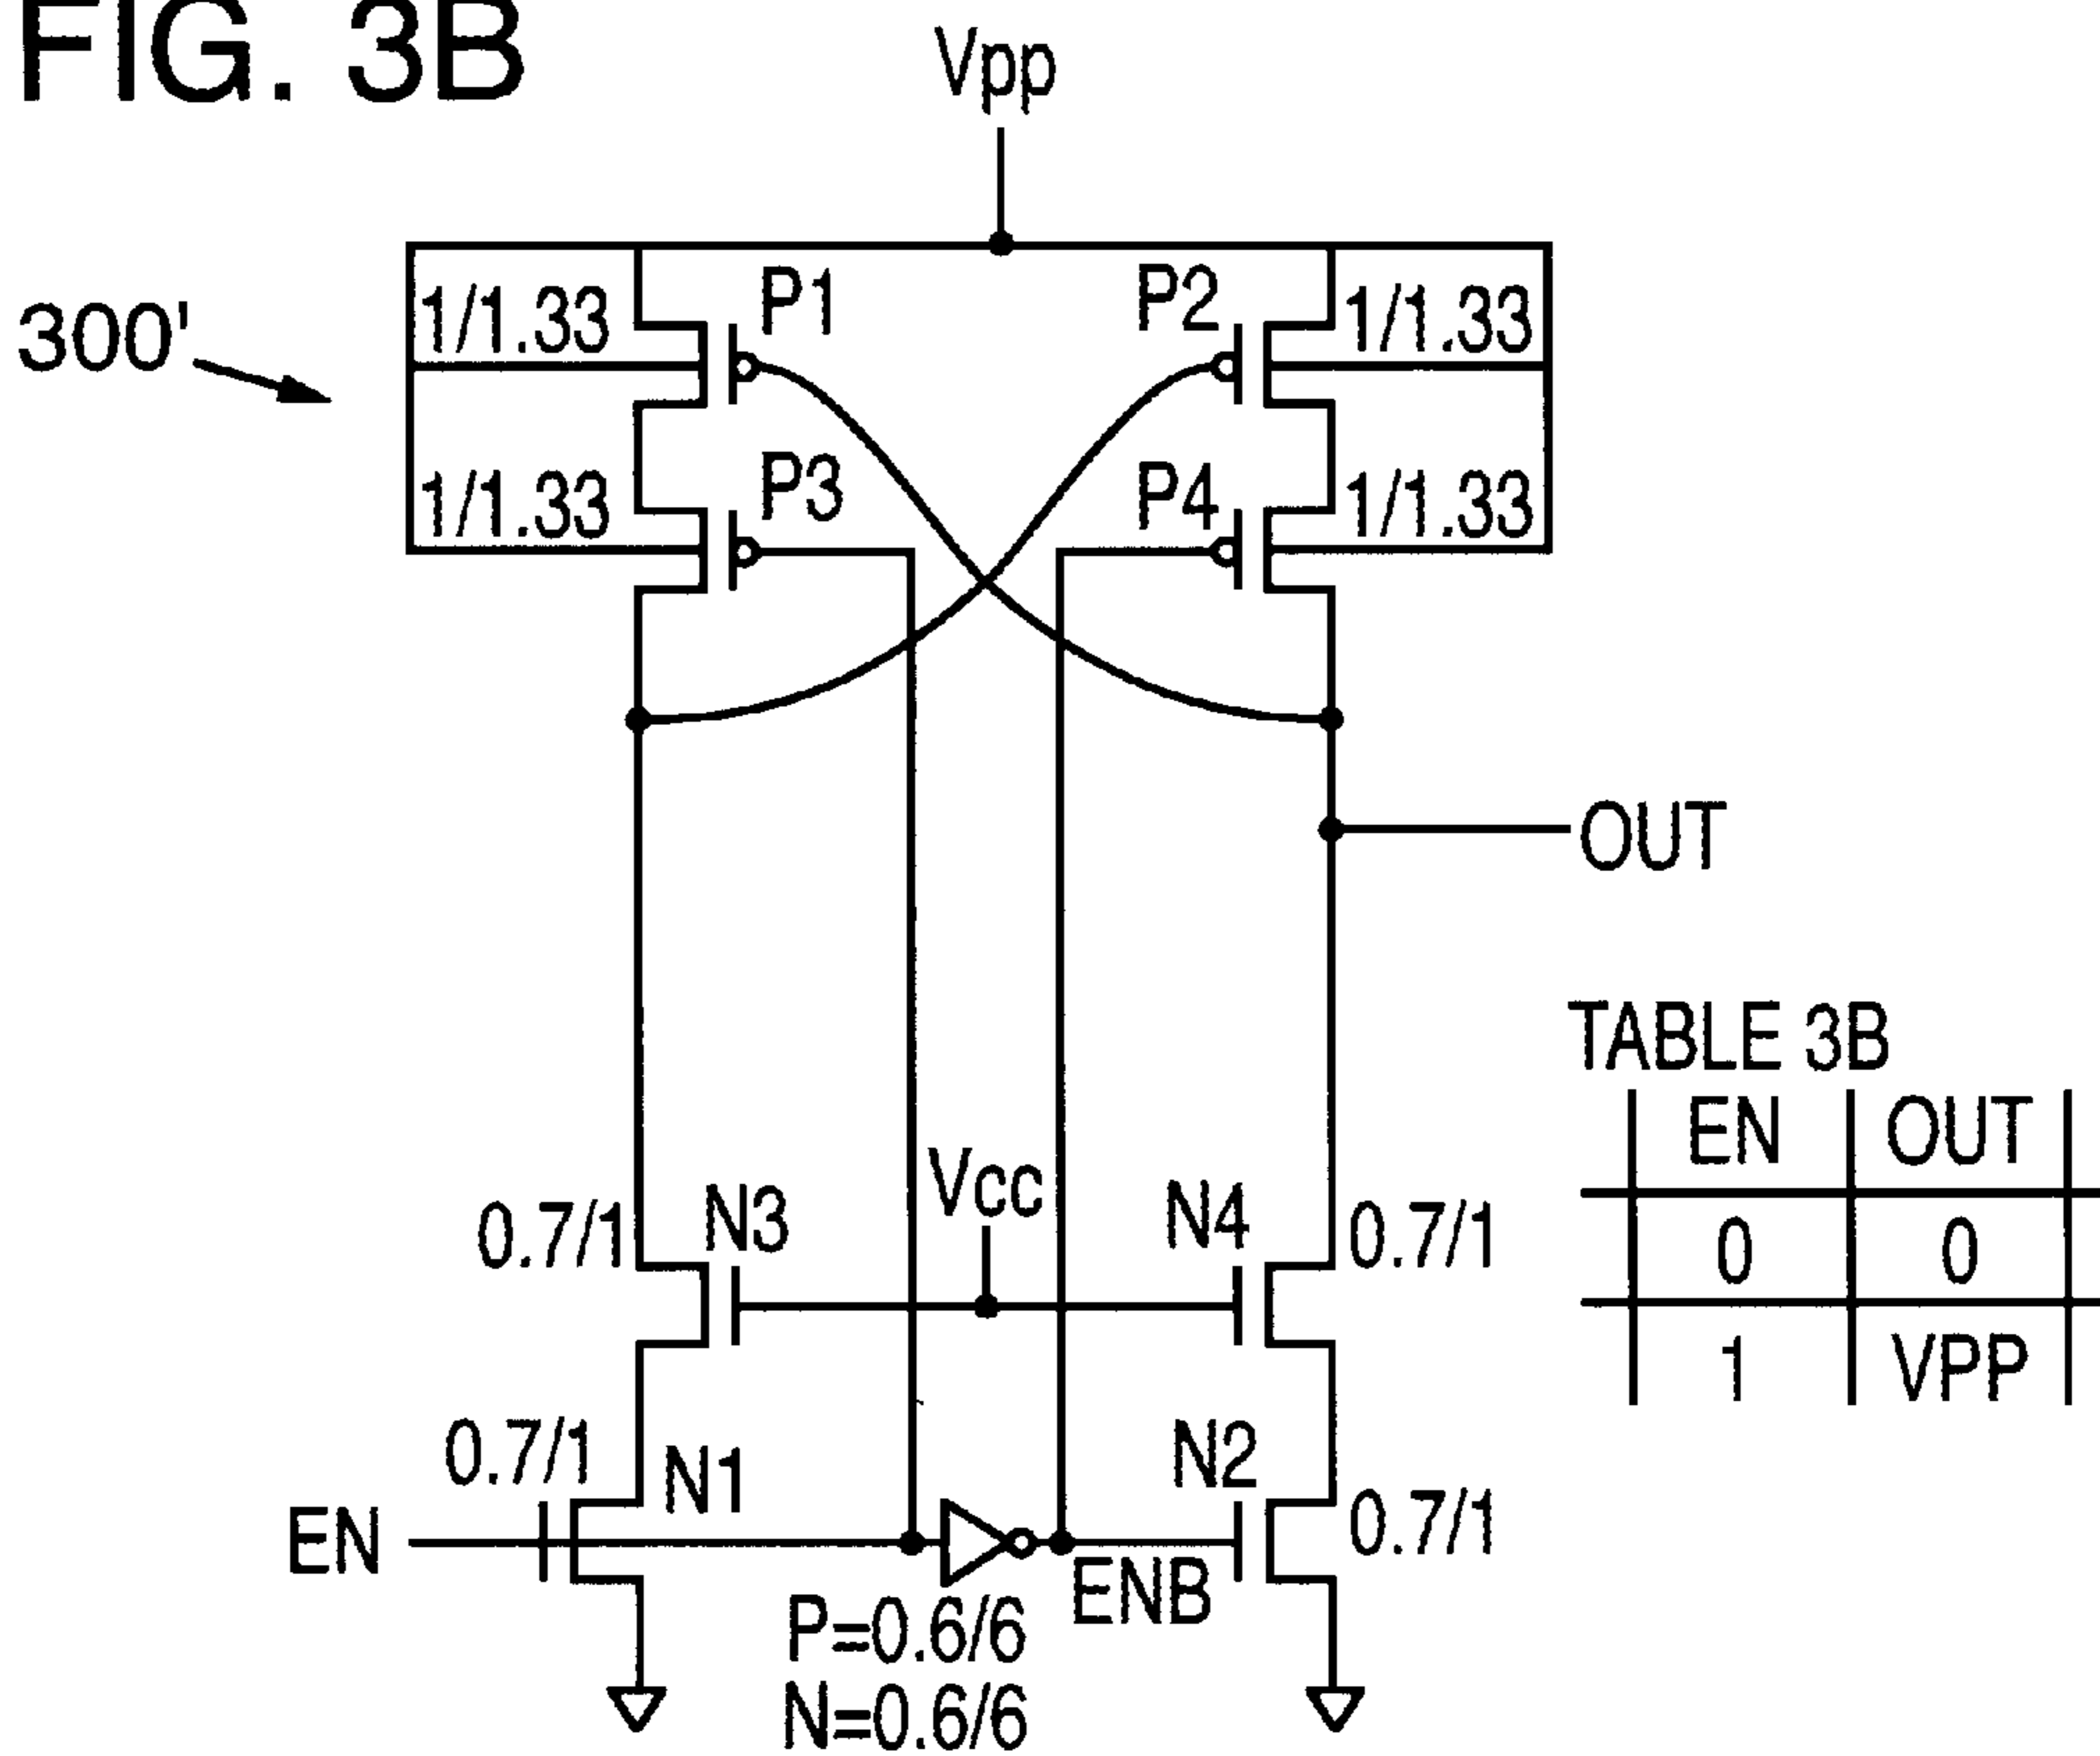 FIG. 3B
Vpp
300'
1/1.33
P1
P2
1/1.33
1/1.33
P3
P4
1/1.33
OUT
TABLE 3B
EN OUT
0 0
1 VPP
Vcc
0.7/1
N3
N4
0.7/1
0.7/1
N1
N2
0.7/1
EN
ENB
P=0.6/6
N=0.6/6